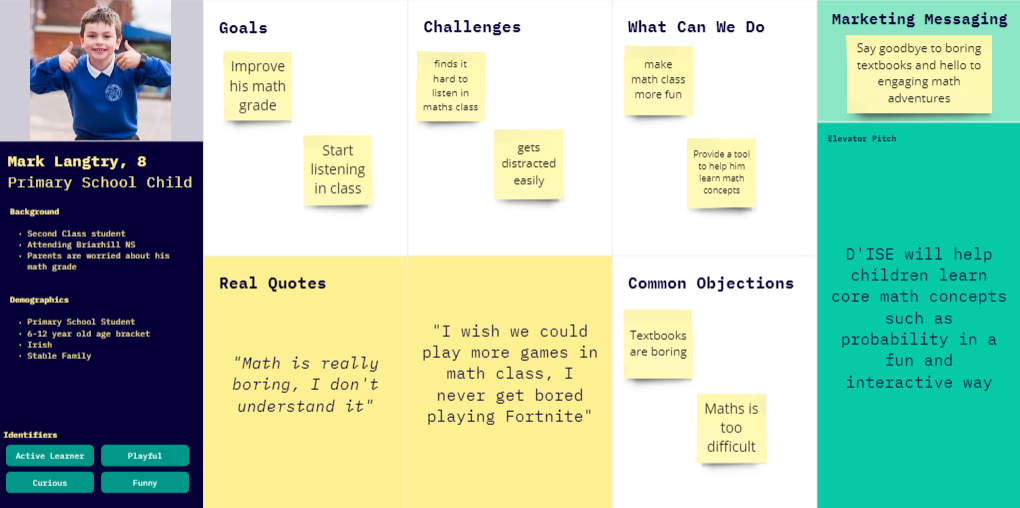 Mark Langtry, 8
Primary School Child
Background
· Second Class student
· Attending Briarhill NS
· Parents are worried about his
math grade
Demographics
· Primary School Student
· 6-12 year old age bracket
· Irish
· Stable Family
Identifiers
Active Learner
Playful
Curious
Funny
Goals
Improve
his math
grade
Start
listening
in class
Challenges
finds it
hard to
listen in
maths class
gets
distracted
easily
What Can We Do
make
math class
more fun
Provide a tool
to help him
learn math
concepts
Real Quotes
"Math is really
boring, I don't
understand it"
"I wish we could
play more games in
math class, I
never get bored
playing Fortnite"
Common Objections
Textbooks
are boring
Maths is
too
difficult
Marketing Messaging
Say goodbye to boring
textbooks and hello to
engaging math
adventures
Elevator Pitch
D'ISE will help
children learn
core math concepts
such as
probability in a
fun and
interactive way